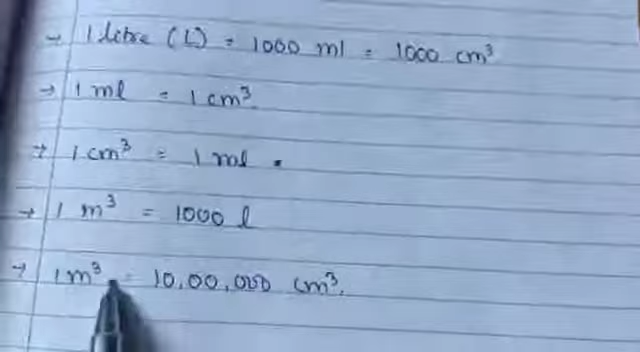 → 1 litre (L) = 1000 ml = 1000 cm³
→ 1 ml = 1 cm³.
→ 1 cm³ = 1 ml.
→ 1 m³ = 1000 l
→ 1 m³ = 10,00,000 cm³.